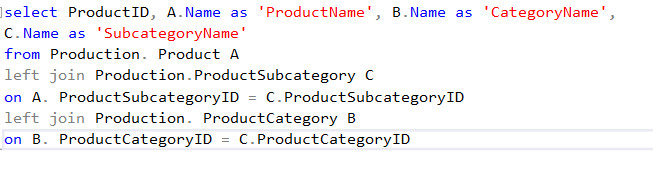 select ProductID, A.Name as 'ProductName', B.Name as 'CategoryName',
C.Name as 'SubcategoryName'
from Production. Product A
left join Production.ProductSubcategory C
on A. ProductSubcategoryID = C.ProductSubcategoryID
left join Production. ProductCategory B
on B. ProductCategoryID = C.ProductCategoryID